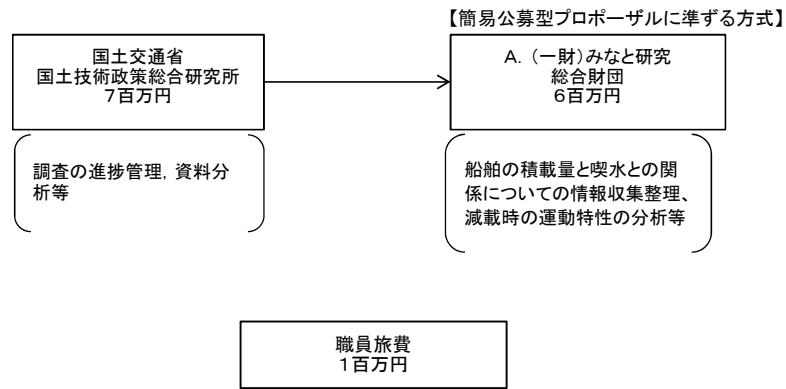 【簡易公募型プロポーザルに準ずる方式】
国土交通省
国土技術政策総合研究所
7百万円
A．（一財）みなと研究
総合財団
6百万円
調査の進捗管理，資料分
析等
船舶の積載量と喫水との関
係についての情報収集整理、
減載時の運動特性の分析等
職員旅費
1百万円